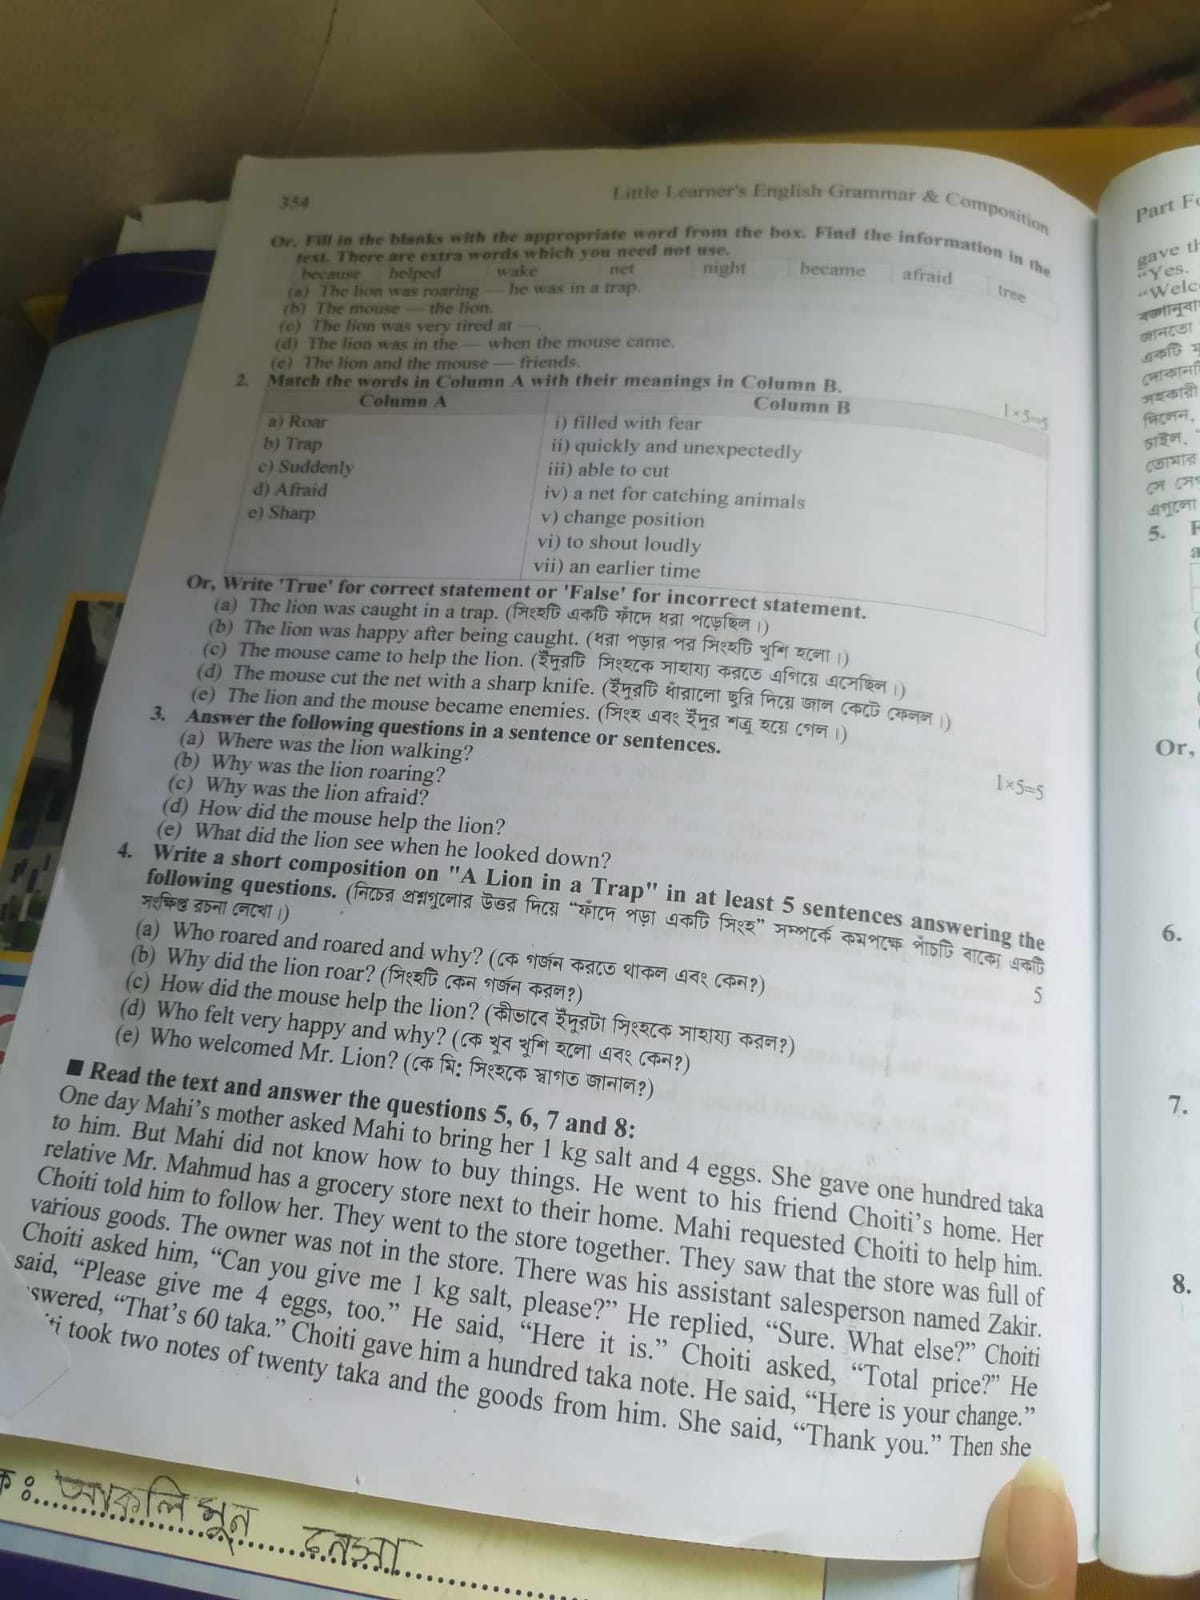 354
Little Learner's English Grammar & Composition
Or, Fill in the blanks with the appropriate word from the box. Find the information in the
text. There are extra words which you need not use.
because helped wake net night became afraid tree
(a) The lion was roaring — he was in a trap.
(b) The mouse — the lion.
(c) The lion was very tired at —.
(d) The lion was in the — when the mouse came.
(e) The lion and the mouse — friends.
2. Match the words in Column A with their meanings in Column B. 1×5=5
Column A Column B
a) Roar i) filled with fear
b) Trap ii) quickly and unexpectedly
c) Suddenly iii) able to cut
d) Afraid iv) a net for catching animals
e) Sharp v) change position
vi) to shout loudly
vii) an earlier time
Or, Write 'True' for correct statement or 'False' for incorrect statement.
(a) The lion was caught in a trap. (সিংহটি একটি ফাঁদে ধরা পড়েছিল।)
(b) The lion was happy after being caught. (ধরা পড়ার পর সিংহটি খুশি হলো।)
(c) The mouse came to help the lion. (ইঁদুরটি সিংহকে সাহায্য করতে এগিয়ে এসেছিল।)
(d) The mouse cut the net with a sharp knife. (ইঁদুরটি ধাঁরালো ছুরি দিয়ে জাল কেটে ফেলল।)
(e) The lion and the mouse became enemies. (সিংহ এবং ইঁদুর শত্রু হয়ে গেল।)
3. Answer the following questions in a sentence or sentences. 1×5=5
(a) Where was the lion walking?
(b) Why was the lion roaring?
(c) Why was the lion afraid?
(d) How did the mouse help the lion?
(e) What did the lion see when he looked down?
4. Write a short composition on "A Lion in a Trap" in at least 5 sentences answering the
following questions. (নিচের প্রশ্নগুলোর উত্তর দিয়ে “ফাঁদে পড়া একটি সিংহ” সম্পর্কে কমপক্ষে পাঁচটি বাক্যে একটি
সংক্ষিপ্ত রচনা লেখো।) 5
(a) Who roared and roared and why? (কে গর্জন করতে থাকল এবং কেন?)
(b) Why did the lion roar? (সিংহটি কেন গর্জন করল?)
(c) How did the mouse help the lion? (কীভাবে ইঁদুরটা সিংহকে সাহায্য করল?)
(d) Who felt very happy and why? (কে খুব খুশি হলো এবং কেন?)
(e) Who welcomed Mr. Lion? (কে মি: সিংহকে স্বাগত জানাল?)
■ Read the text and answer the questions 5, 6, 7 and 8:
One day Mahi’s mother asked Mahi to bring her 1 kg salt and 4 eggs. She gave one hundred taka
to him. But Mahi did not know how to buy things. He went to his friend Choiti’s home. Her
relative Mr. Mahmud has a grocery store next to their home. Mahi requested Choiti to help him.
Choiti told him to follow her. They went to the store together. They saw that the store was full of
various goods. The owner was not in the store. There was his assistant salesperson named Zakir.
Choiti asked him, “Can you give me 1 kg salt, please?” He replied, “Sure. What else?” Choiti
said, “Please give me 4 eggs, too.” He said, “Here it is.” Choiti asked, “Total price?” He
swered, “That’s 60 taka.” Choiti gave him a hundred taka note. He said, “Here is your change.”
ti took two notes of twenty taka and the goods from him. She said, “Thank you.” Then she
Part
gave
“Yes.
জানতো
একটি
সহকারী
দিলেন,
চাইল,
তোমার
সে
এগুলো
5.
Or,
6.
7.
8.